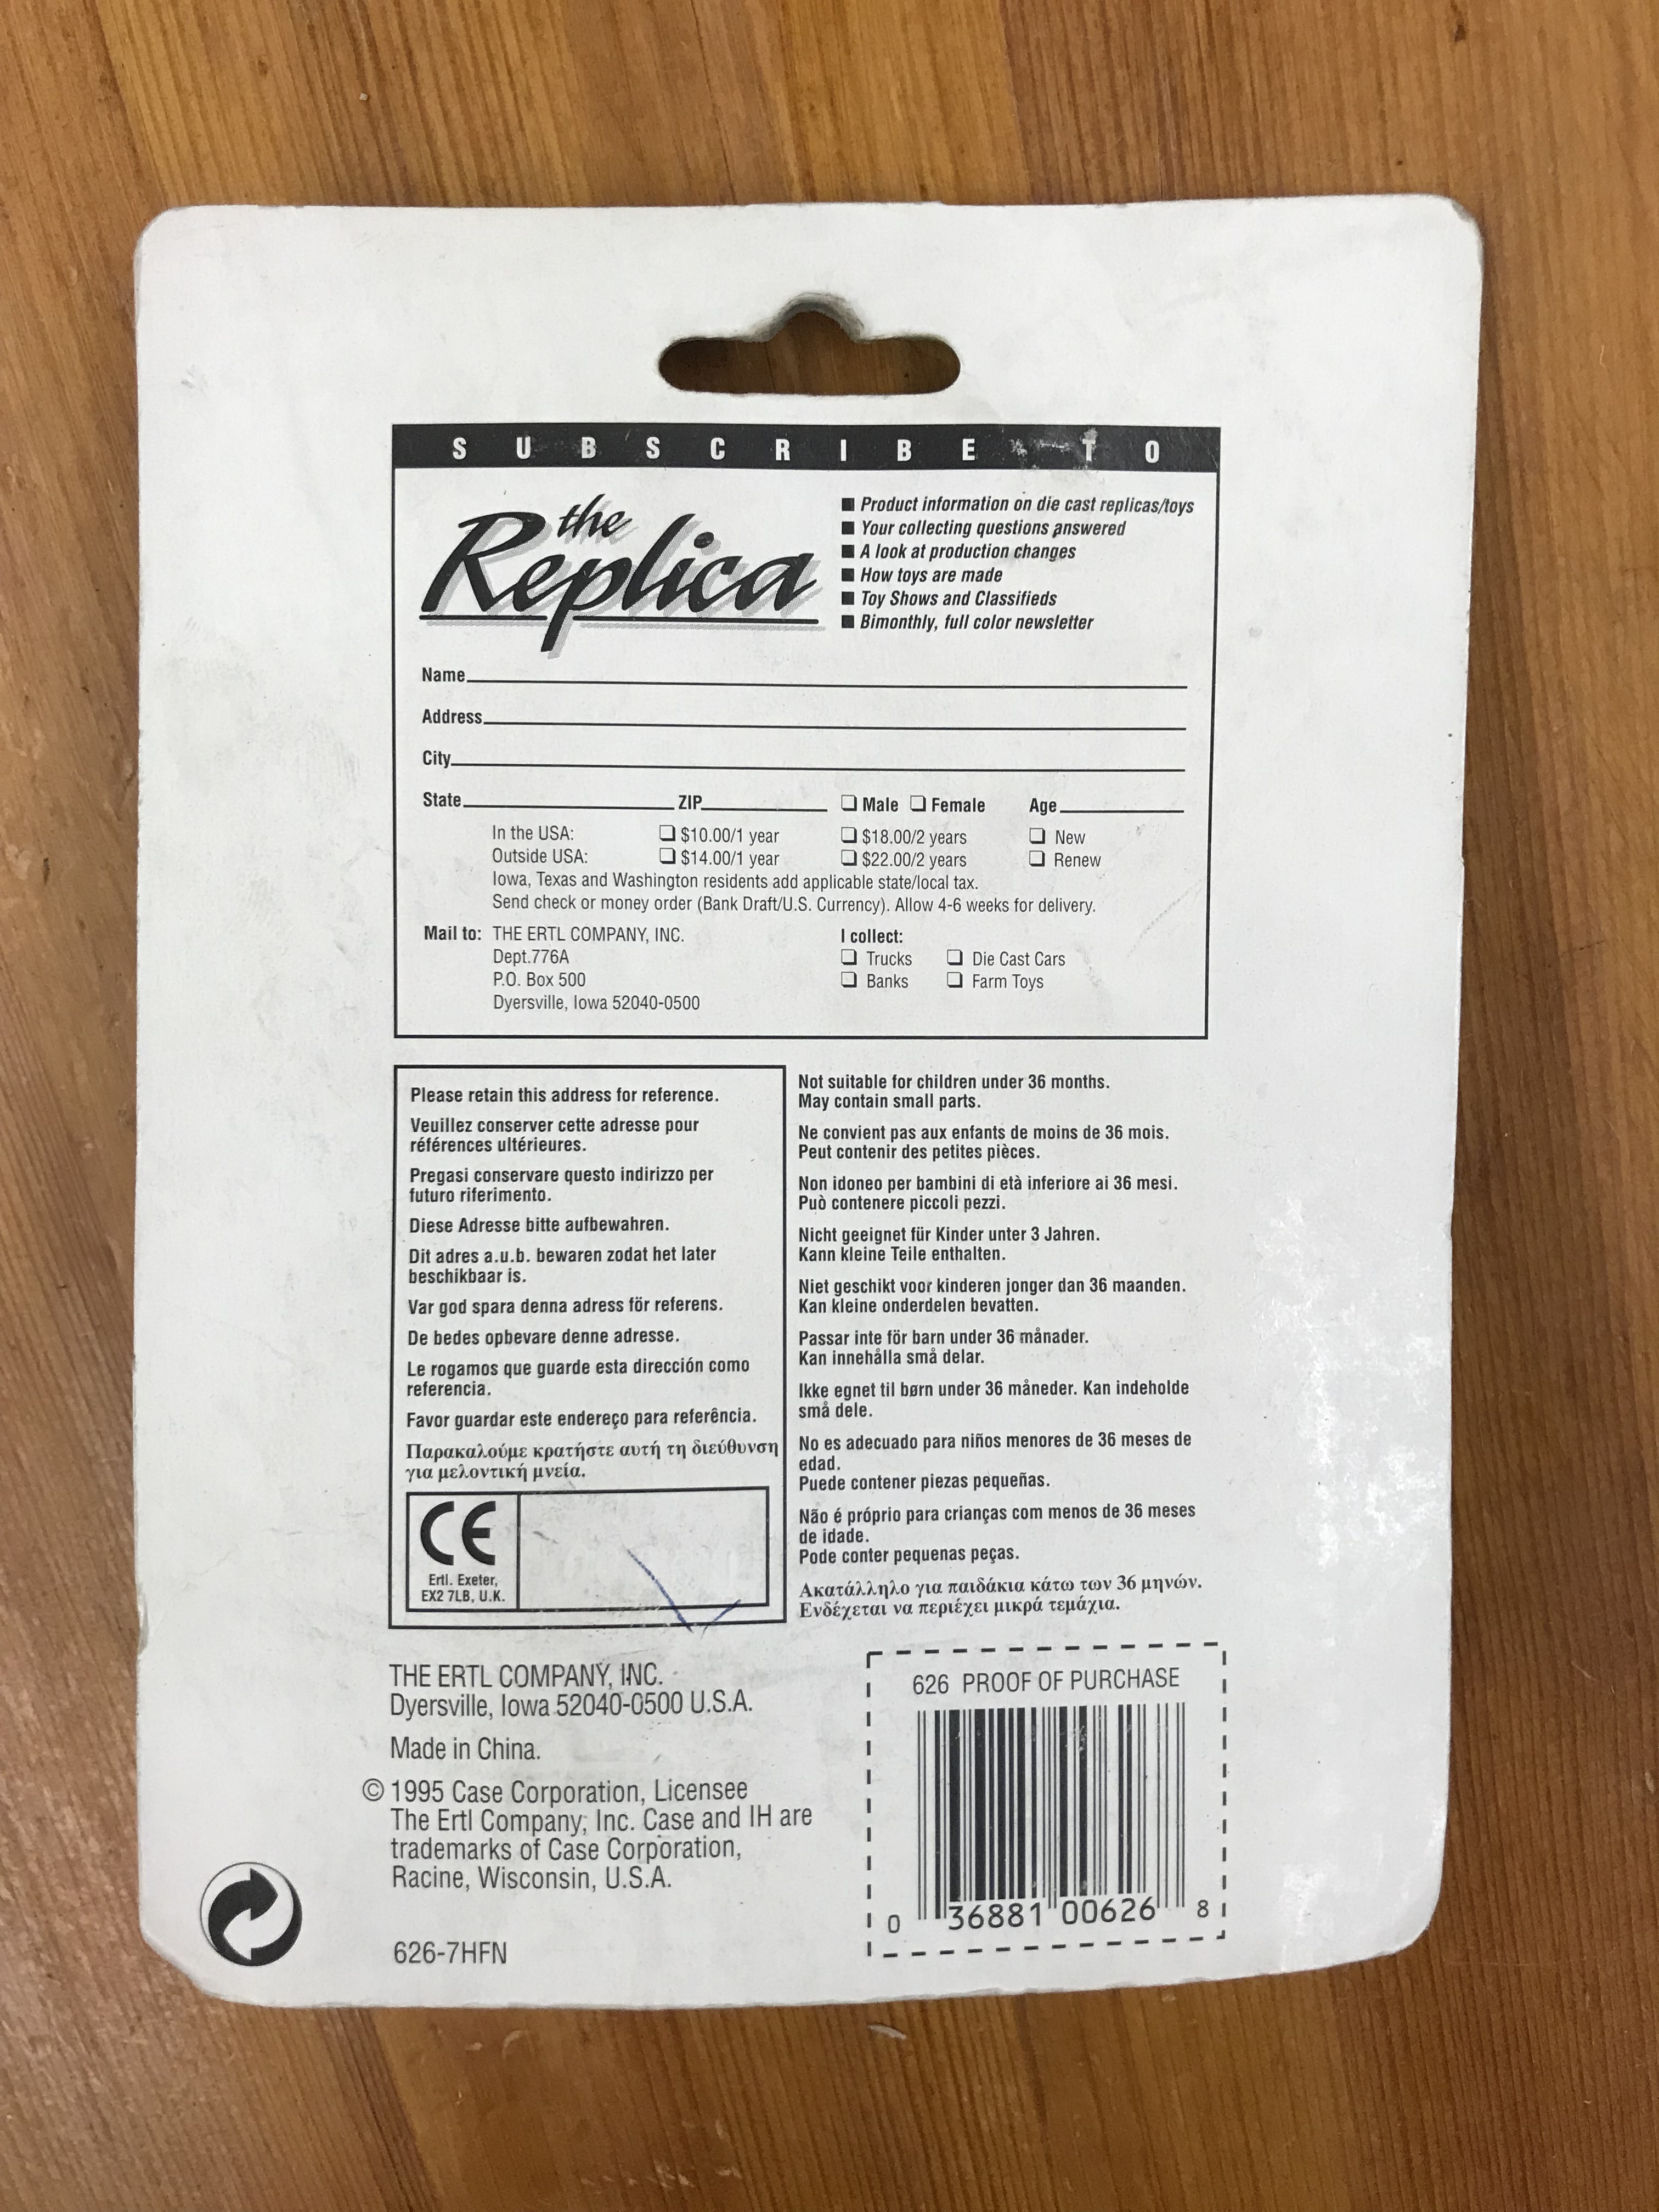 SUBSCRIBE TO
the
Replica
■ Product information on die cast replicas/toys
■ Your collecting questions answered
■ A look at production changes
■ How toys are made
■ Toy Shows and Classifieds
■ Bimonthly, full color newsletter
Name
Address
City
State ZIP ❑ Male ❑ Female Age
In the USA: ❑ $10.00/1 year ❑ $18.00/2 years ❑ New
Outside USA: ❑ $14.00/1 year ❑ $22.00/2 years ❑ Renew
Iowa, Texas and Washington residents add applicable state/local tax.
Send check or money order (Bank Draft/U.S. Currency). Allow 4-6 weeks for delivery.
Mail to: THE ERTL COMPANY, INC.
Dept.776A
P.O. Box 500
Dyersville, Iowa 52040-0500
I collect:
❑ Trucks ❑ Die Cast Cars
❑ Banks ❑ Farm Toys
Please retain this address for reference.
Veuillez conserver cette adresse pour
références ultérieures.
Pregasi conservare questo indirizzo per
futuro riferimento.
Diese Adresse bitte aufbewahren.
Dit adres a.u.b. bewaren zodat het later
beschikbaar is.
Var god spara denna adress för referens.
De bedes opbevare denne adresse.
Le rogamos que guarde esta dirección como
referencia.
Favor guardar este endereço para referência.
Παρακαλούμε κρατήστε αυτή τη διεύθυνση
για μελοντική μνεία.
CE
Ertl. Exeter,
EX2 7LB, U.K.
Not suitable for children under 36 months.
May contain small parts.
Ne convient pas aux enfants de moins de 36 mois.
Peut contenir des petites pièces.
Non idoneo per bambini di età inferiore ai 36 mesi.
Può contenere piccoli pezzi.
Nicht geeignet für Kinder unter 3 Jahren.
Kann kleine Teile enthalten.
Niet geschikt voor kinderen jonger dan 36 maanden.
Kan kleine onderdelen bevatten.
Passar inte för barn under 36 månader.
Kan innehålla små delar.
Ikke egnet til børn under 36 måneder. Kan indeholde
små dele.
No es adecuado para niños menores de 36 meses de
edad.
Puede contener piezas pequeñas.
Não é próprio para crianças com menos de 36 meses
de idade.
Pode conter pequenas peças.
Ακατάλληλο για παιδάκια κάτω των 36 μηνών.
Ενδέχεται να περιέχει μικρά τεμάχια.
THE ERTL COMPANY, INC.
Dyersville, Iowa 52040-0500 U.S.A.
Made in China.
© 1995 Case Corporation, Licensee
The Ertl Company, Inc. Case and IH are
trademarks of Case Corporation,
Racine, Wisconsin, U.S.A.
626-7HFN
626 PROOF OF PURCHASE
0 36881 00626 8